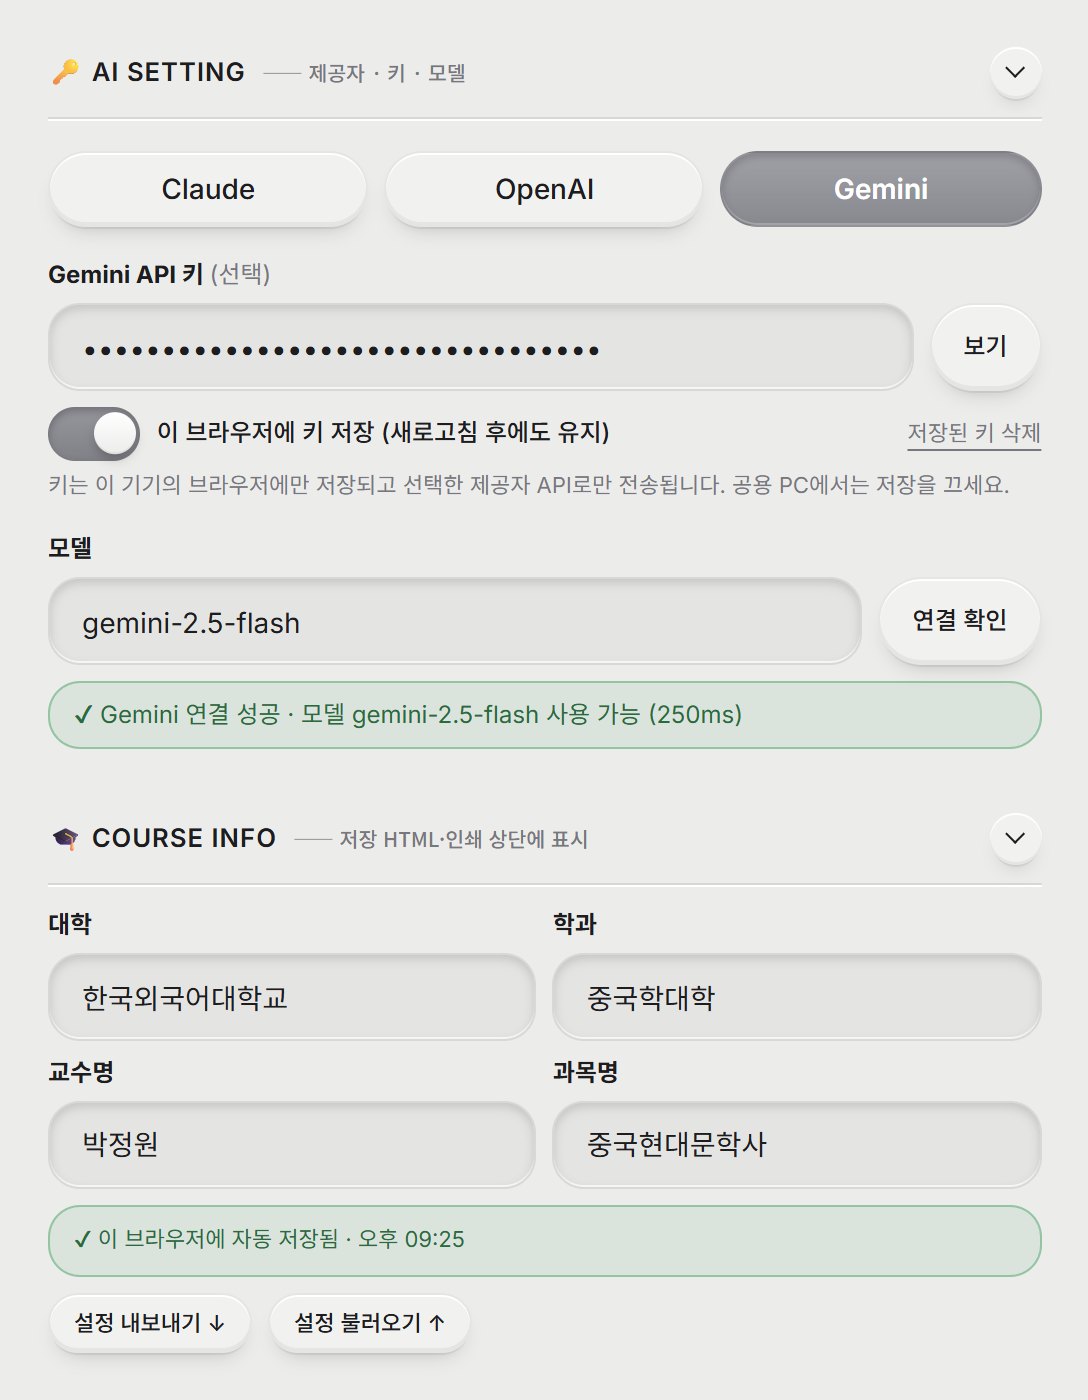 AI SETTING — 제공자 · 키 · 모델
Claude OpenAI Gemini
Gemini API 키 (선택)
••••••••••••••••••••••••••••••••• 보기
이 브라우저에 키 저장 (새로고침 후에도 유지) 저장된 키 삭제
키는 이 기기의 브라우저에만 저장되고 선택한 제공자 API로만 전송됩니다. 공용 PC에서는 저장을 끄세요.
모델
gemini-2.5-flash 연결 확인
✓ Gemini 연결 성공 · 모델 gemini-2.5-flash 사용 가능 (250ms)
COURSE INFO — 저장 HTML·인쇄 상단에 표시
대학 학과
한국외국어대학교 중국학대학
교수명 과목명
박정원 중국현대문학사
✓ 이 브라우저에 자동 저장됨 · 오후 09:25
설정 내보내기 ↓ 설정 불러오기 ↑